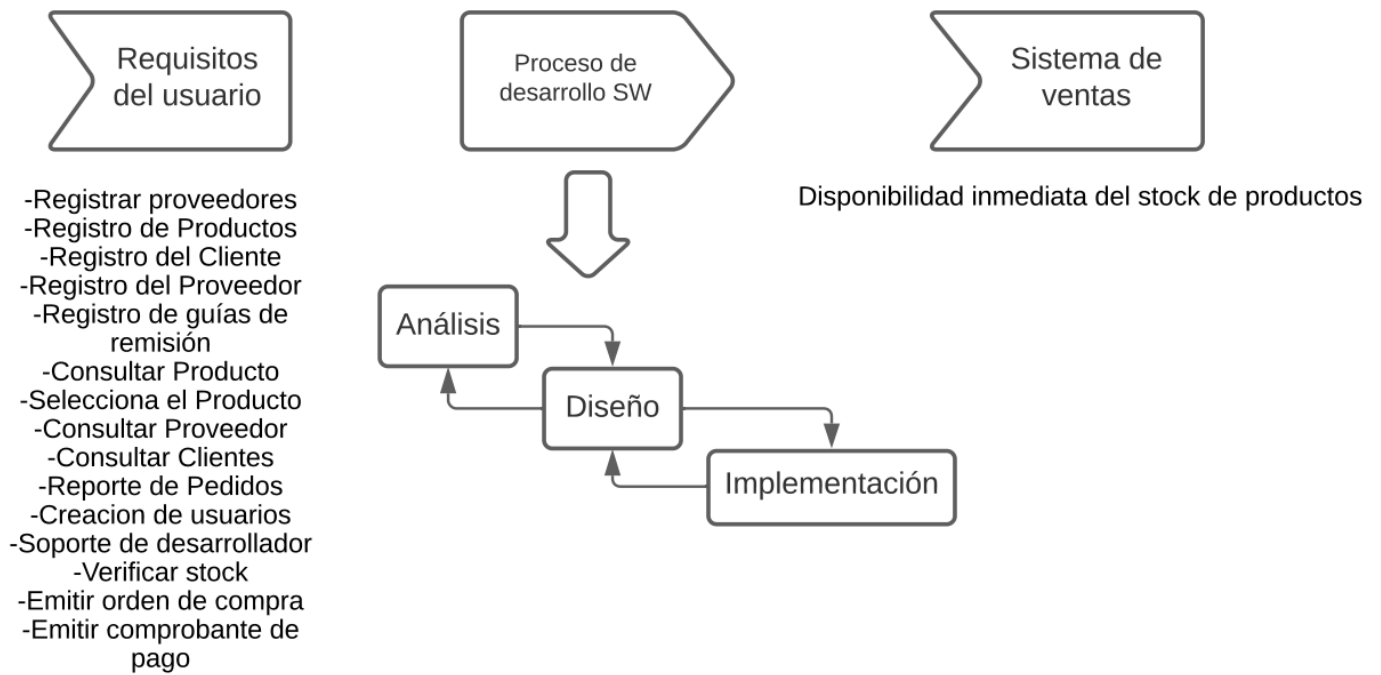 Requisitos
del usuario
Proceso de
desarrollo SW
Sistema de
ventas
-Registrar proveedores
-Registro de Productos
-Registro del Cliente
-Registro del Proveedor
-Registro de guías de
remisión
-Consultar Producto
-Selecciona el Producto
-Consultar Proveedor
-Consultar Clientes
-Reporte de Pedidos
-Creacion de usuarios
-Soporte de desarrollador
-Verificar stock
-Emitir orden de compra
-Emitir comprobante de
pago
Análisis
Diseño
Implementación
Disponibilidad inmediata del stock de productos